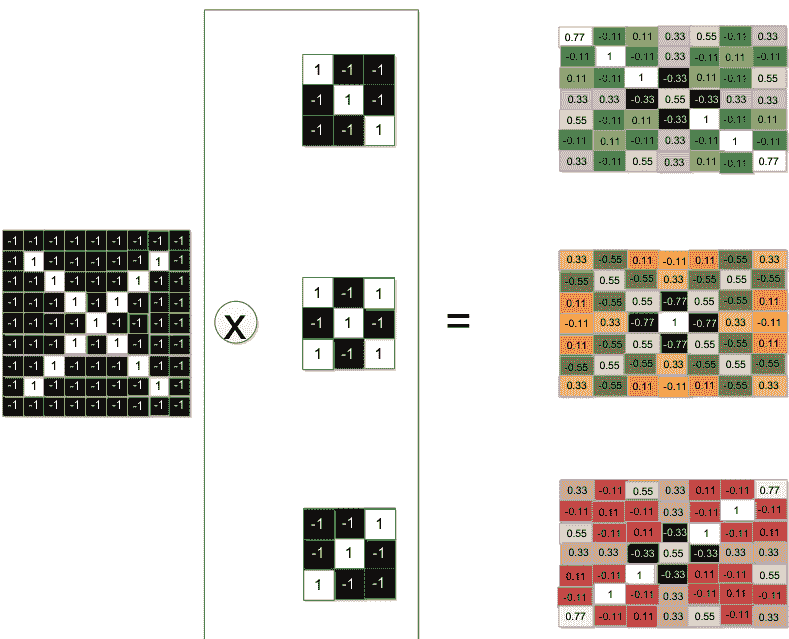 -1 -1 -1 -1 -1 -1 -1 -1 -1
-1 1 -1 -1 -1 -1 -1 1 -1
-1 -1 1 -1 -1 -1 1 -1 -1
-1 -1 -1 1 -1 1 -1 -1 -1
-1 -1 -1 -1 1 -1 -1 -1 -1
-1 -1 -1 1 -1 1 -1 -1 -1
-1 -1 1 -1 -1 -1 1 -1 -1
-1 1 -1 -1 -1 -1 -1 1 -1
-1 -1 -1 -1 -1 -1 -1 -1 -1
X
1 -1 -1
-1 1 -1
-1 -1 1
1 -1 1
-1 1 -1
1 -1 1
-1 -1 1
-1 1 -1
1 -1 -1
=
0.77 -0.11 0.11 0.33 0.55 -0.11 0.33
-0.11 1 -0.11 0.33 -0.11 0.11 -0.11
0.11 -0.11 1 -0.33 0.11 -0.11 0.55
0.33 0.33 -0.33 0.55 -0.33 0.33 0.33
0.55 -0.11 0.11 -0.33 1 -0.11 0.11
-0.11 0.11 -0.11 0.33 -0.11 1 -0.11
0.33 -0.11 0.55 0.33 0.11 -0.11 0.77
0.33 -0.55 0.11 -0.11 0.11 -0.55 0.33
-0.55 0.55 -0.55 0.33 -0.55 0.55 -0.55
0.11 -0.55 0.55 -0.77 0.55 -0.55 0.11
-0.11 0.33 -0.77 1 -0.77 0.33 -0.11
0.11 -0.55 0.55 -0.77 0.55 -0.55 0.11
-0.55 0.55 -0.55 0.33 -0.55 0.55 -0.55
0.33 -0.55 0.11 -0.11 0.11 -0.55 0.33
0.33 -0.11 0.55 0.33 0.11 -0.11 0.77
-0.11 0.11 -0.11 0.33 -0.11 1 -0.11
0.55 -0.11 0.11 -0.33 1 -0.11 0.11
0.33 0.33 -0.33 0.55 -0.33 0.33 0.33
0.11 -0.11 1 -0.33 0.11 -0.11 0.55
-0.11 1 -0.11 0.33 -0.11 0.11 -0.11
0.77 -0.11 0.11 0.33 0.55 -0.11 0.33